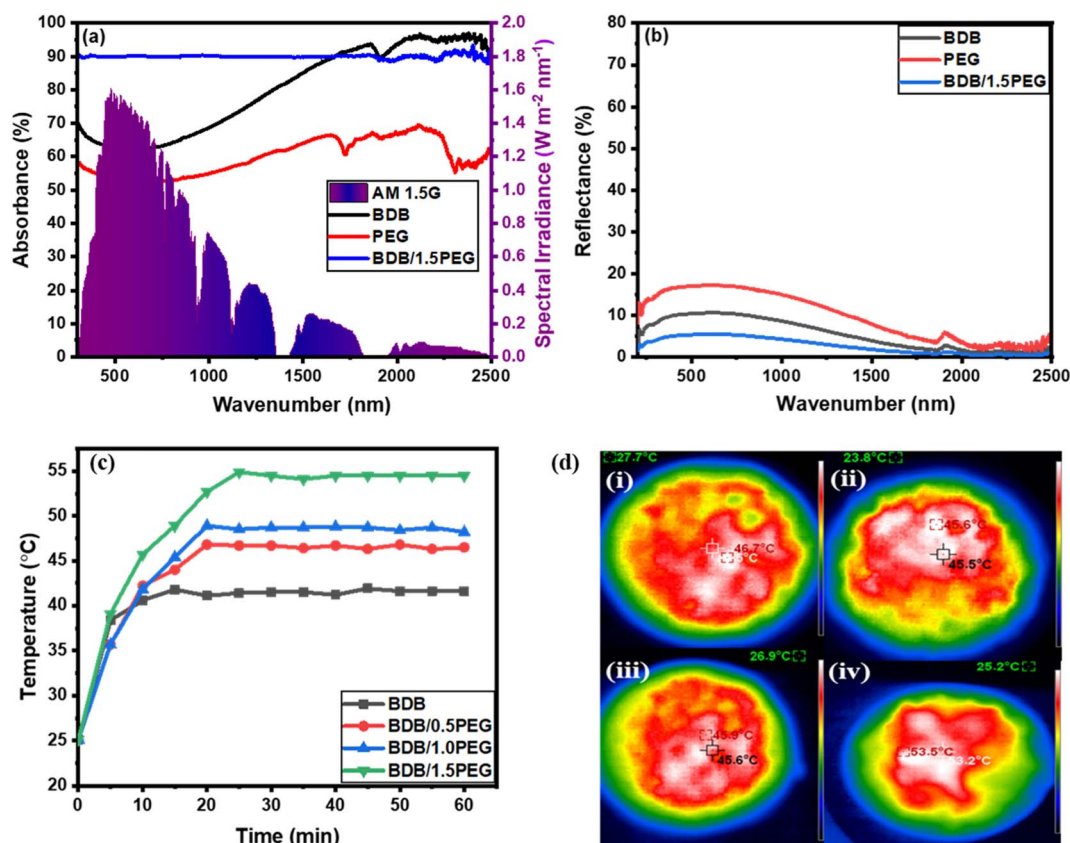 (a)
Absorbance (%)
100
90
80
70
60
50
40
30
20
10
0
2.0
1.8
1.6
1.4
1.2
1.0
0.8
0.6
0.4
0.2
0.0
Spectral Irradiance (W m⁻² nm⁻¹)
AM 1.5G
BDB
PEG
BDB/1.5PEG
500 1000 1500 2000 2500
Wavenumber (nm)
(b)
Reflectance (%)
80
70
60
50
40
30
20
10
0
BDB
PEG
BDB/1.5PEG
500 1000 1500 2000 2500
Wavenumber (nm)
(c)
Temperature (°C)
55
50
45
40
35
30
25
20
BDB
BDB/0.5PEG
BDB/1.0PEG
BDB/1.5PEG
0 10 20 30 40 50 60
Time (min)
(d)
27.7°C
(i)
46.7°C
23.8°C
(ii)
45.6°C
45.5°C
26.9°C
(iii)
45.9°C
45.6°C
25.2°C
(iv)
53.5°C
53.2°C